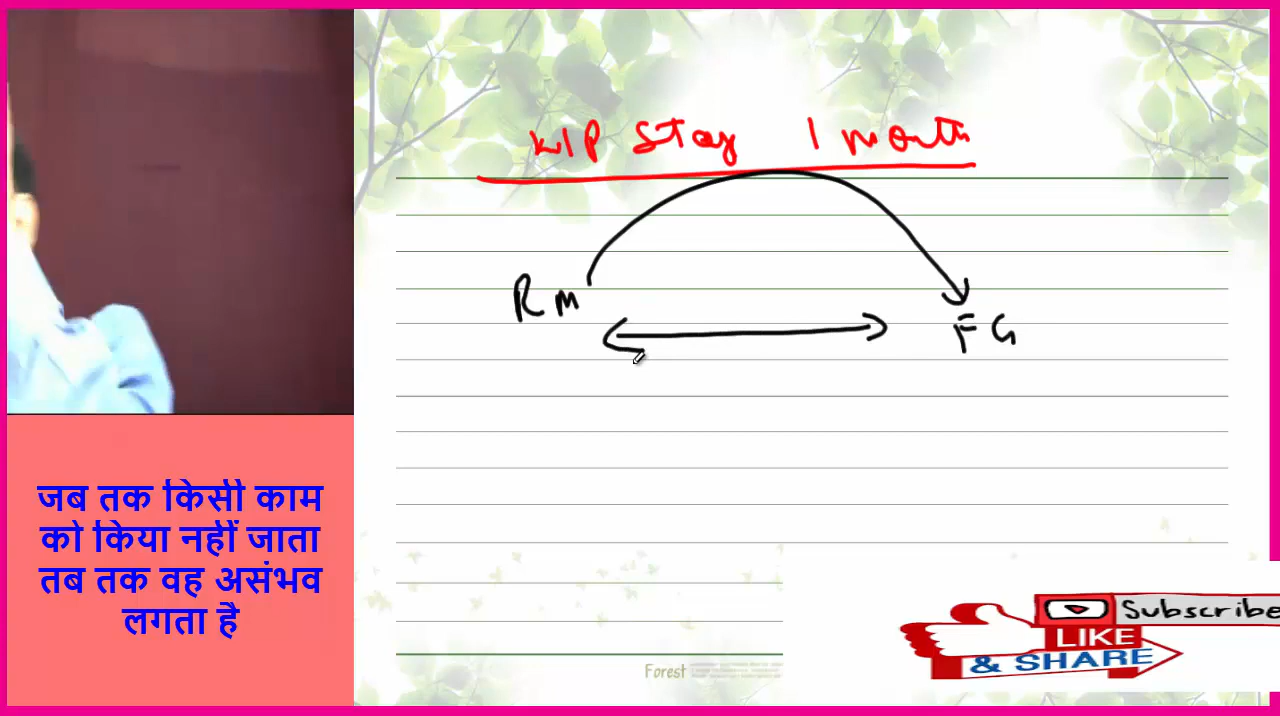 WIP stay 1 month
RM
FG
जब तक किसी काम
को किया नहीं जाता
तब तक वह असंभव
लगता है
Subscribe
LIKE
& SHARE
Forest